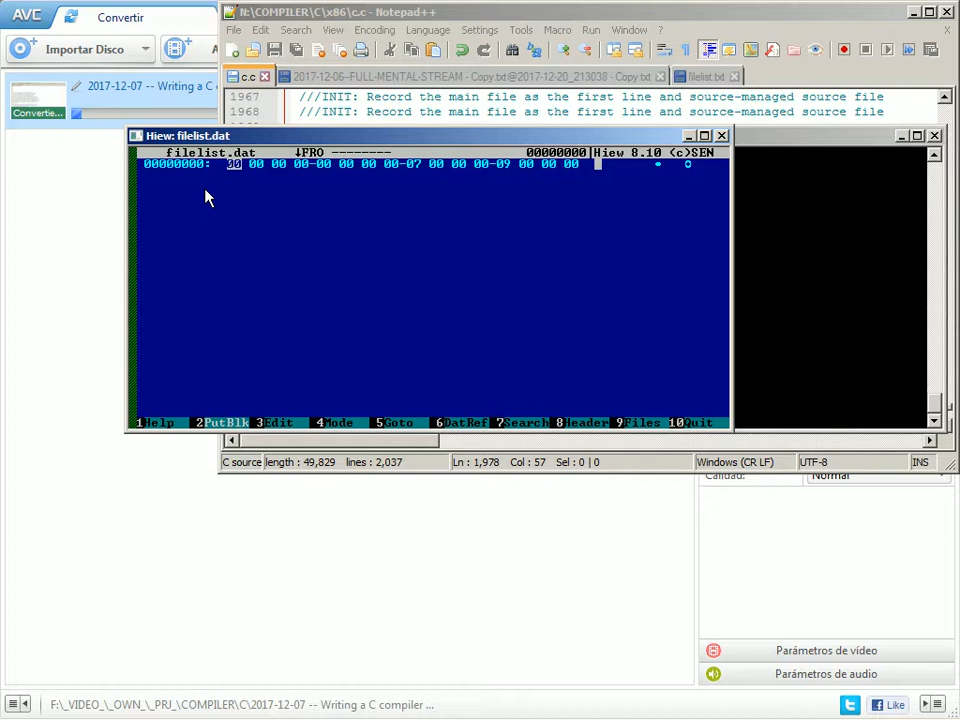 AVC Convertir
Importar Disco
2017-12-07 -- Writing a C
Convertie...
N:\COMPILER\C\x86\c.c - Notepad++
File Edit Search View Encoding Language Settings Tools Macro Run Window ? X
c.c 2017-12-06--FULL-MENTAL-STREAM - Copy.txt@2017-12-20_213038 - Copy.txt filelist.txt
1967 ///INIT: Record the main file as the first line and source-managed source file
1968 ///INIT: Record the main file as the first line and source-managed source file
Hiew: filelist.dat
filelist.dat ↓FRO -------- 00000000|Hiew 8.10 (c)SEN
00000000: 00 00 00 00-00 00 00 00-07 00 00 00-09 00 00 00
1Help 2PutBlk 3Edit 4Mode 5Goto 6DatRef 7Search 8Header 9Files 10Quit
C source length : 49,829 lines : 2,037 Ln : 1,978 Col : 57 Sel : 0 | 0 Windows (CR LF) UTF-8 INS
Calidad: Normal
Parámetros de vídeo
Parámetros de audio
F:\_VIDEO_\_OWN_\_PRJ_\COMPILER\C\2017-12-07 -- Writing a C compiler ... Like